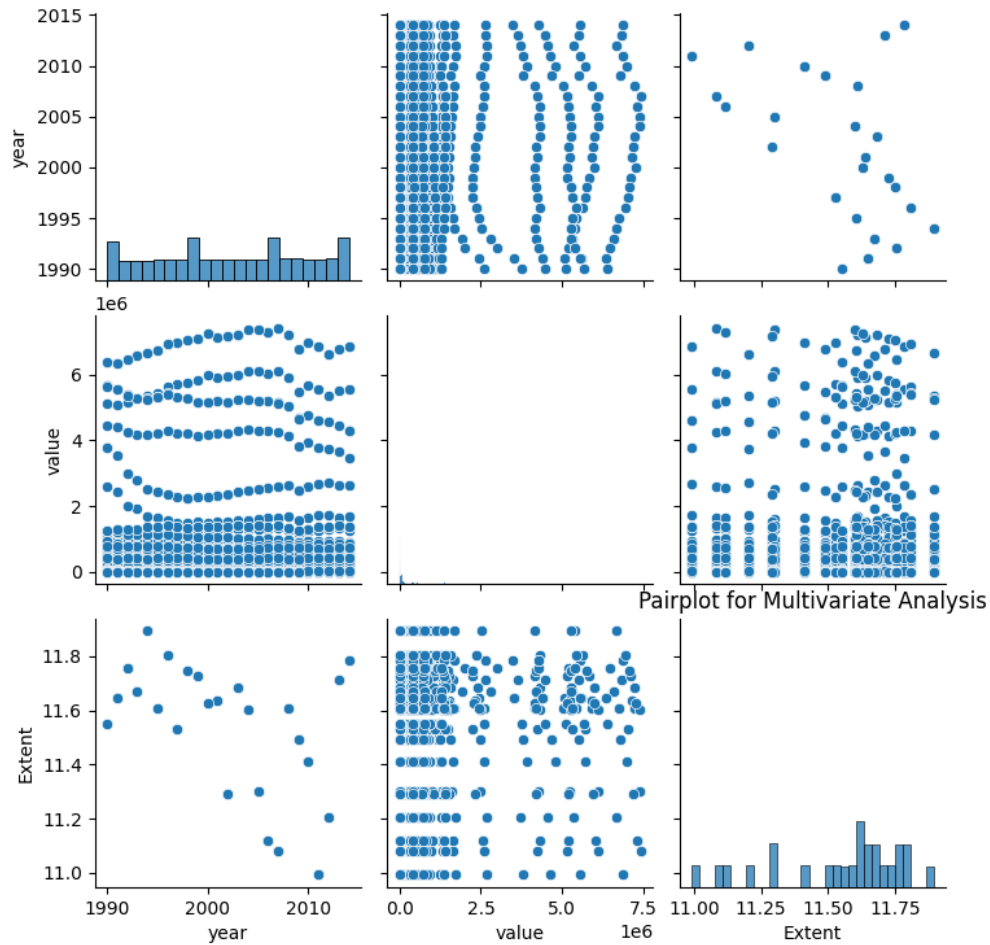 2015
2010
2005
2000
1995
1990
year
1e6
6
4
2
0
value
Pairplot for Multivariate Analysis
11.8
11.6
11.4
11.2
11.0
Extent
1990 2000 2010 0.0 2.5 5.0 7.5 11.00 11.25 11.50 11.75
1e6
year value Extent